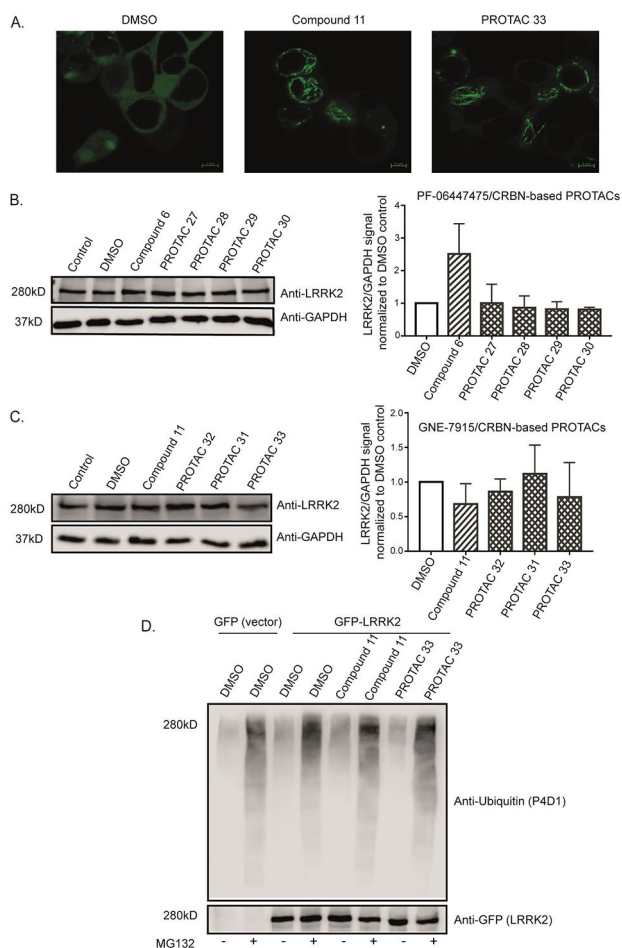 A.
DMSO
Compound 11
PROTAC 33
B.
Control
DMSO
Compound 6
PROTAC 27
PROTAC 28
PROTAC 29
PROTAC 30
280kD
Anti-LRRK2
37kD
Anti-GAPDH
PF-06447475/CRBN-based PROTACs
LRRK2/GAPDH signal
normalized to DMSO control
4
3
2
1
0
DMSO
Compound 6
PROTAC 27
PROTAC 28
PROTAC 29
PROTAC 30
C.
Control
DMSO
Compound 11
PROTAC 32
PROTAC 31
PROTAC 33
280kD
Anti-LRRK2
37kD
Anti-GAPDH
GNE-7915/CRBN-based PROTACs
LRRK2/GAPDH signal
normalized to DMSO control
2.0
1.5
1.0
0.5
0.0
DMSO
Compound 11
PROTAC 32
PROTAC 31
PROTAC 33
D.
GFP (vector)
GFP-LRRK2
DMSO
DMSO
DMSO
DMSO
Compound 11
Compound 11
PROTAC 33
PROTAC 33
280kD
Anti-Ubiquitin (P4D1)
280kD
Anti-GFP (LRRK2)
MG132 - + - + - + - +